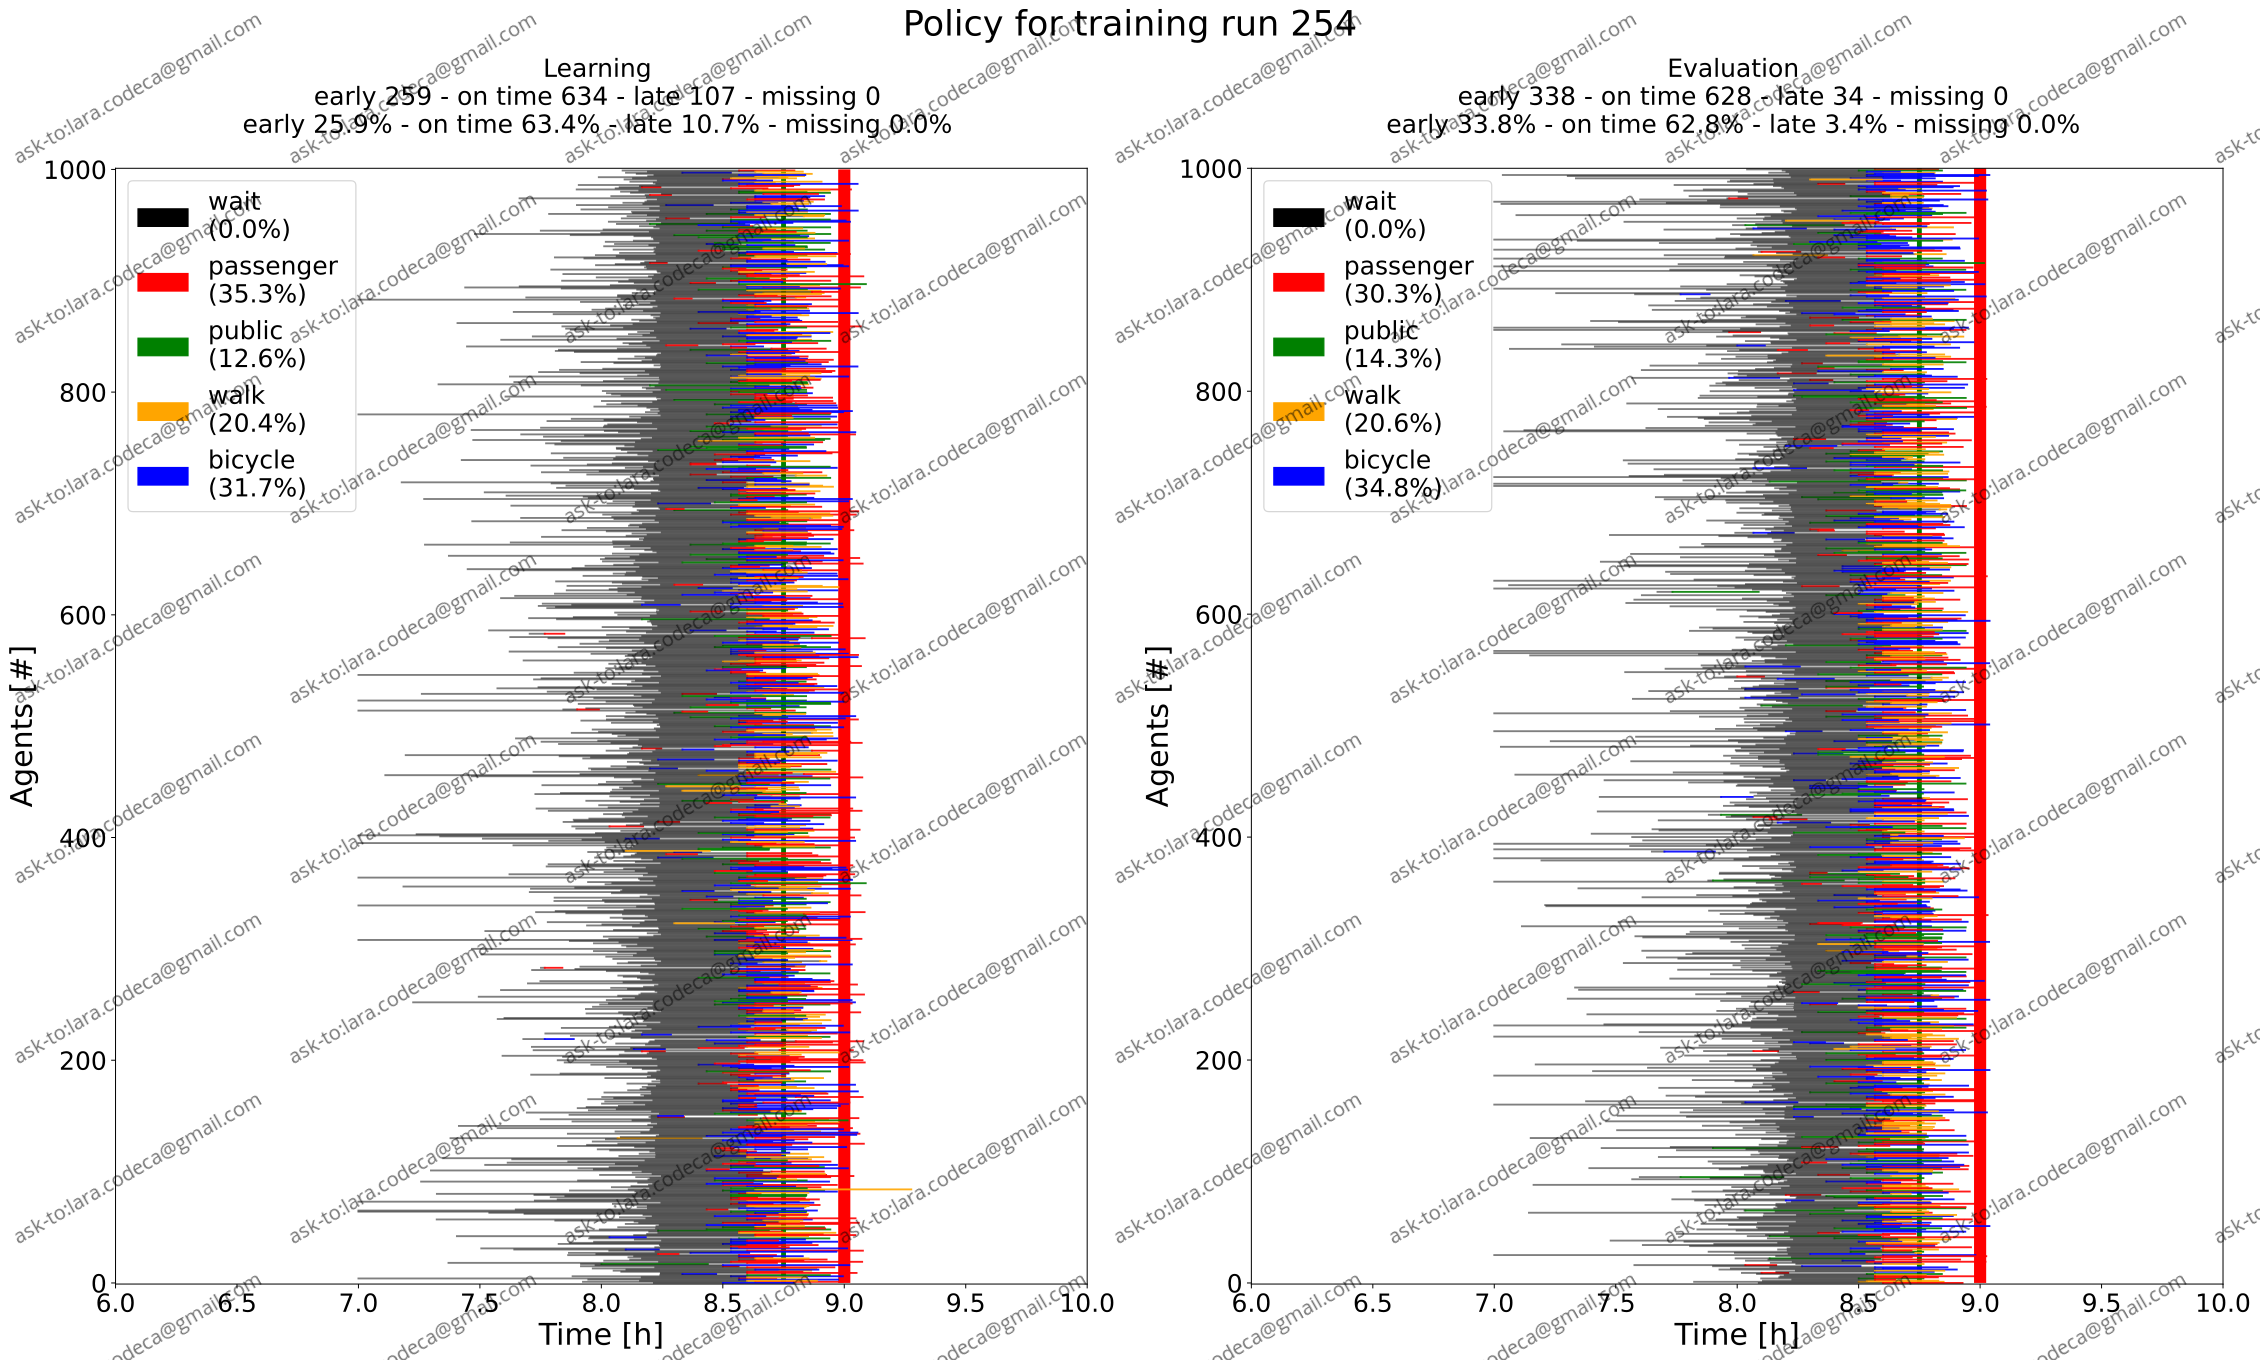 Policy for training run 254
Learning
early 259 - on time 634 - late 107 - missing 0
early 25.9% - on time 63.4% - late 10.7% - missing 0.0%
1000
800
600
400
200
0
Agents [#]
wait
(0.0%)
passenger
(35.3%)
public
(12.6%)
walk
(20.4%)
bicycle
(31.7%)
6.0 6.5 7.0 7.5 8.0 8.5 9.0 9.5 10.0
Time [h]
Evaluation
early 338 - on time 628 - late 34 - missing 0
early 33.8% - on time 62.8% - late 3.4% - missing 0.0%
1000
800
600
400
200
0
Agents [#]
wait
(0.0%)
passenger
(30.3%)
public
(14.3%)
walk
(20.6%)
bicycle
(34.8%)
6.0 6.5 7.0 7.5 8.0 8.5 9.0 9.5 10.0
Time [h]
ask-to:lara.codeca@gmail.com